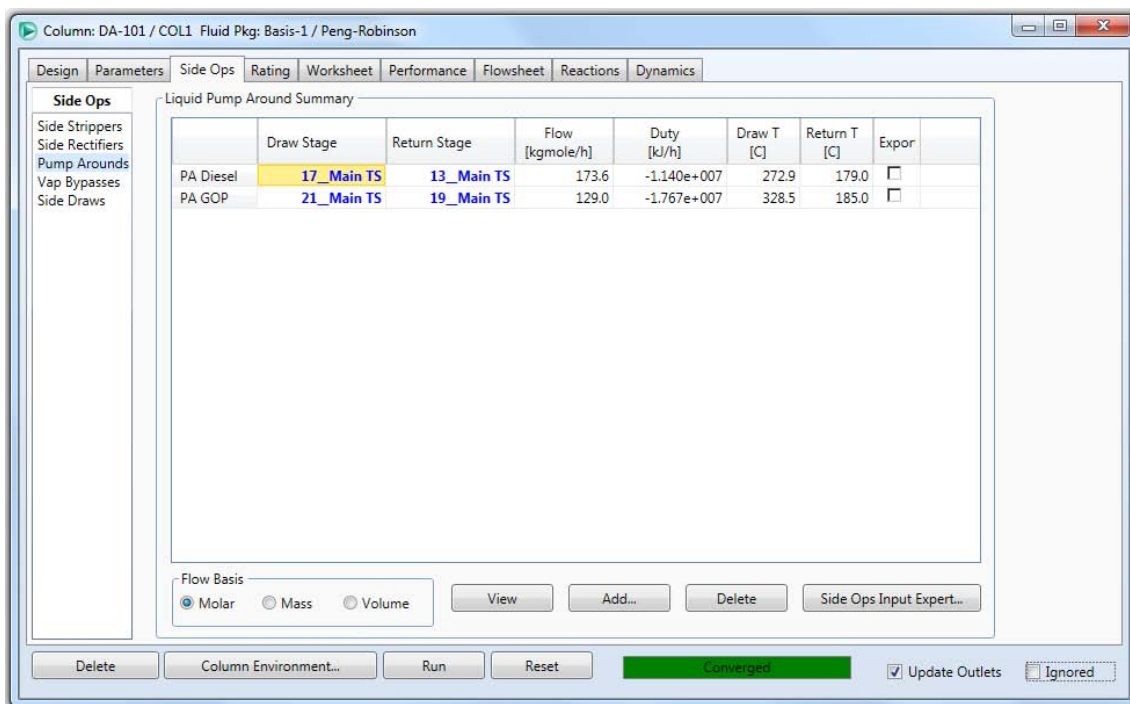 Column: DA-101 / COL1 Fluid Pkg: Basis-1 / Peng-Robinson
Design Parameters Side Ops Rating Worksheet Performance Flowsheet Reactions Dynamics
Side Ops
Side Strippers
Side Rectifiers
Pump Arounds
Vap Bypasses
Side Draws
Liquid Pump Around Summary
Draw Stage Return Stage Flow [kgmole/h] Duty [kJ/h] Draw T [C] Return T [C] Expor
PA Diesel 17__Main TS 13__Main TS 173.6 -1.140e+007 272.9 179.0
PA GOP 21__Main TS 19__Main TS 129.0 -1.767e+007 328.5 185.0
Flow Basis
Molar Mass Volume
View Add... Delete Side Ops Input Expert...
Delete Column Environment... Run Reset Converged Update Outlets Ignored